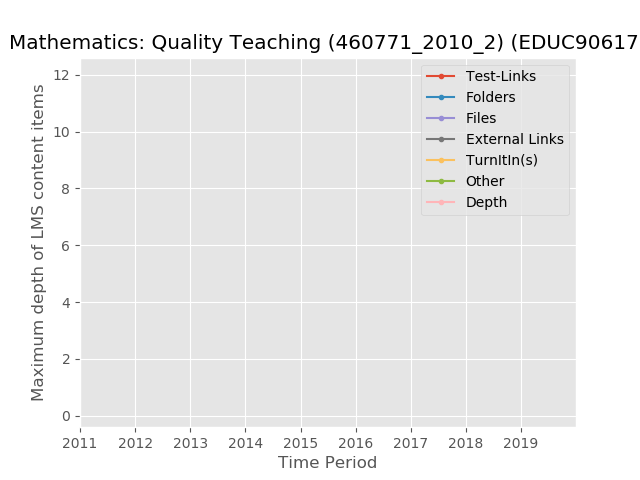 Mathematics: Quality Teaching (460771_2010_2) (EDUC90617
Maximum depth of LMS content items
12
10
8
6
4
2
0
Test-Links
Folders
Files
External Links
TurnItIn(s)
Other
Depth
2011 2012 2013 2014 2015 2016 2017 2018 2019
Time Period